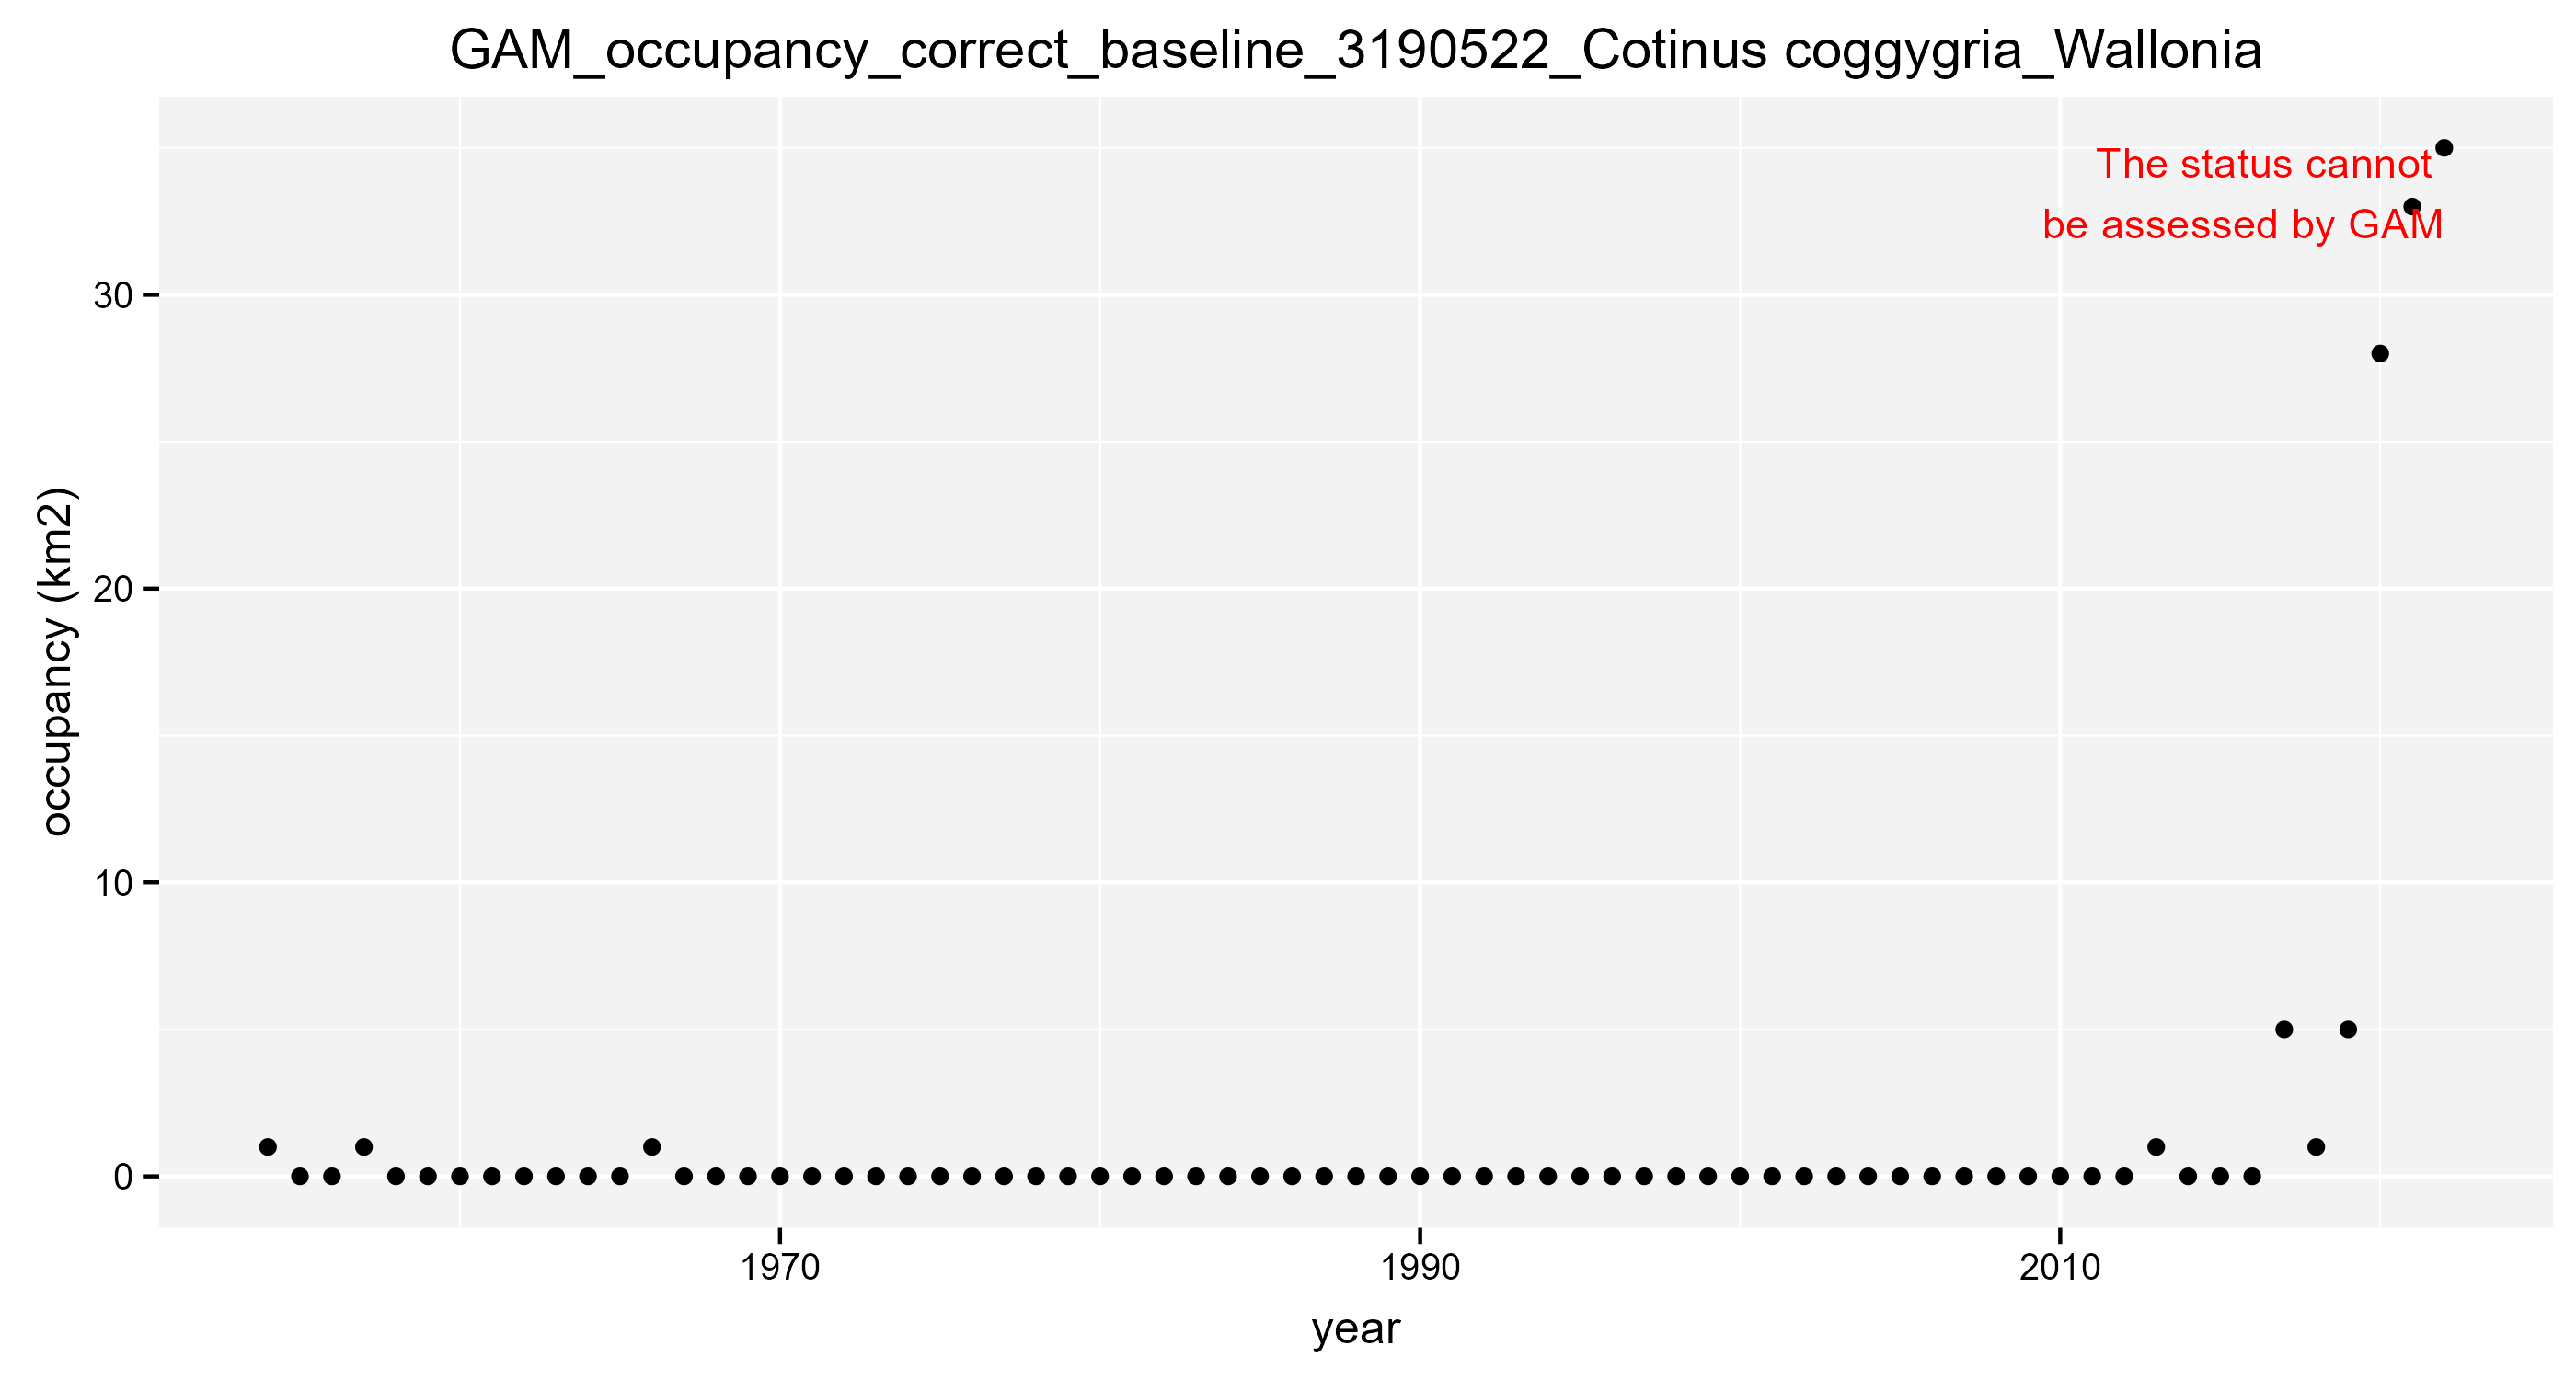 GAM_occupancy_correct_baseline_3190522_Cotinus coggygria_Wallonia
The status cannot
be assessed by GAM
occupancy (km2)
30
20
10
0
1970
1990
2010
year